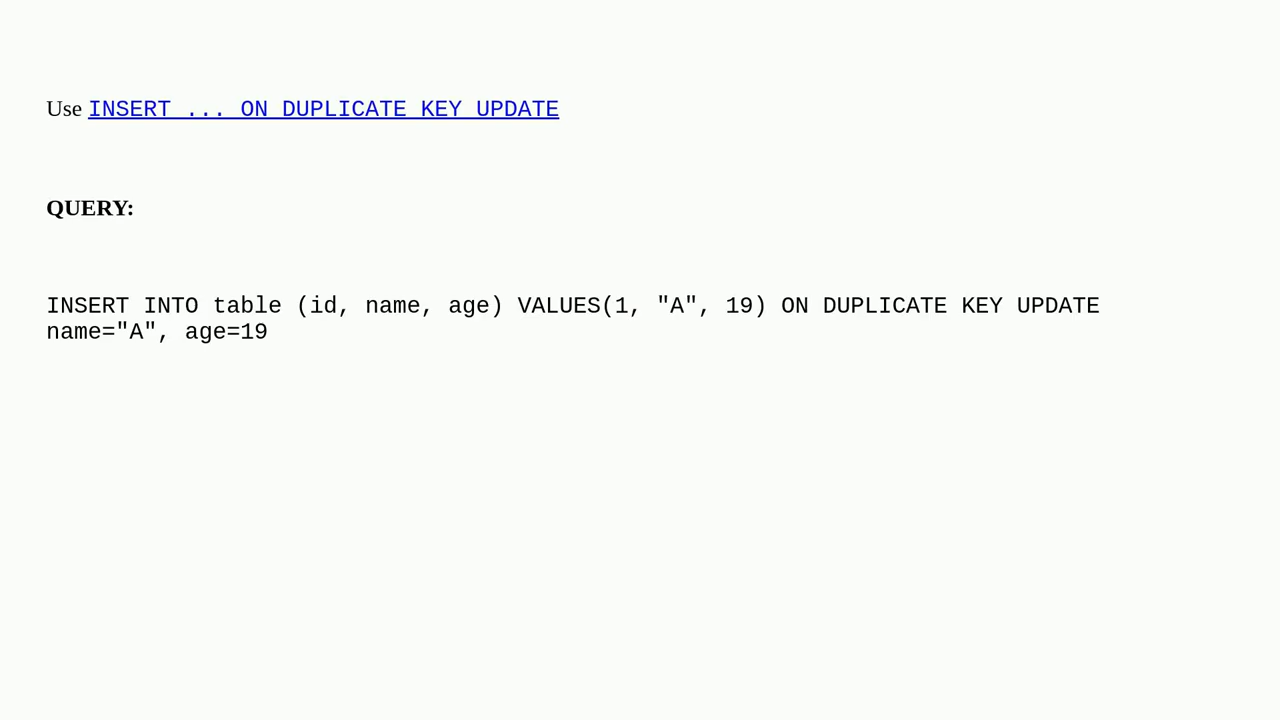 Use INSERT ... ON DUPLICATE KEY UPDATE
QUERY:
INSERT INTO table (id, name, age) VALUES(1, "A", 19) ON DUPLICATE KEY UPDATE
name="A", age=19